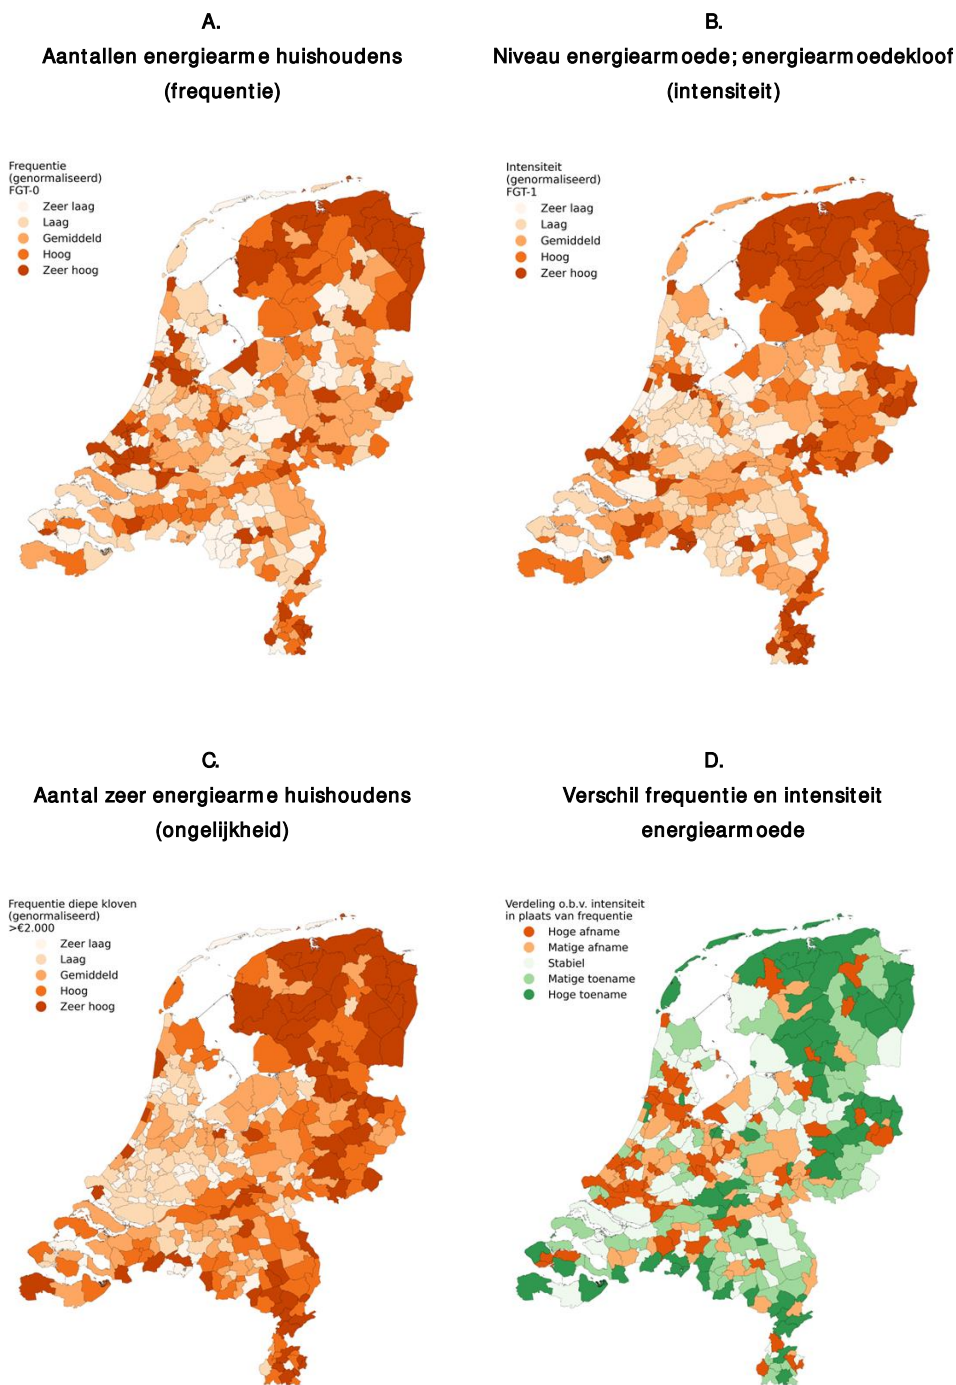 A.
Aantallen energiearme huishoudens
(frequentie)
B.
Niveau energiearmoede; energiearmoedekloof
(intensiteit)
Frequentie
(genormaliseerd)
FGT-0
Zeer laag
Laag
Gemiddeld
Hoog
Zeer hoog
Intensiteit
(genormaliseerd)
FGT-1
Zeer laag
Laag
Gemiddeld
Hoog
Zeer hoog
C.
Aantal zeer energiearme huishoudens
(ongelijkheid)
D.
Verschil frequentie en intensiteit
energiearmoede
Frequentie diepe kloven
(genormaliseerd)
>€2.000
Zeer laag
Laag
Gemiddeld
Hoog
Zeer hoog
Verdeling o.b.v. intensiteit
in plaats van frequentie
Hoge afname
Matige afname
Stabiel
Matige toename
Hoge toename